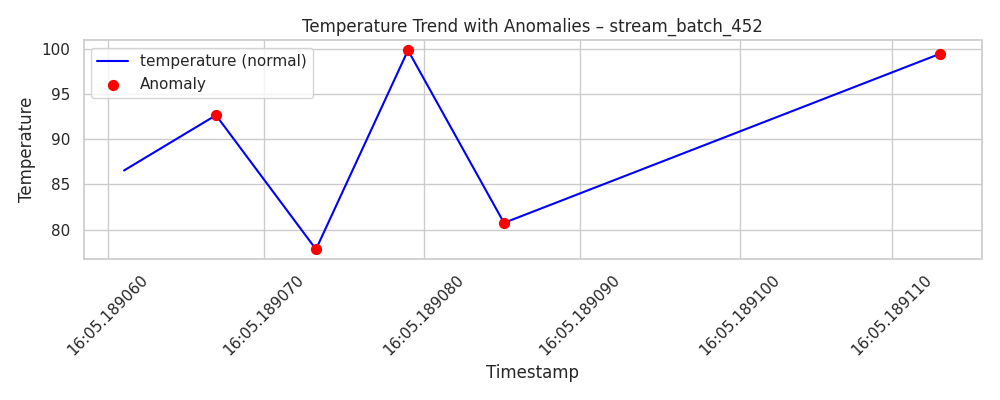 Temperature Trend with Anomalies – stream_batch_452
temperature (normal)
Anomaly
Temperature
100
95
90
85
80
16:05.189060
16:05.189070
16:05.189080
16:05.189090
16:05.189100
16:05.189110
Timestamp